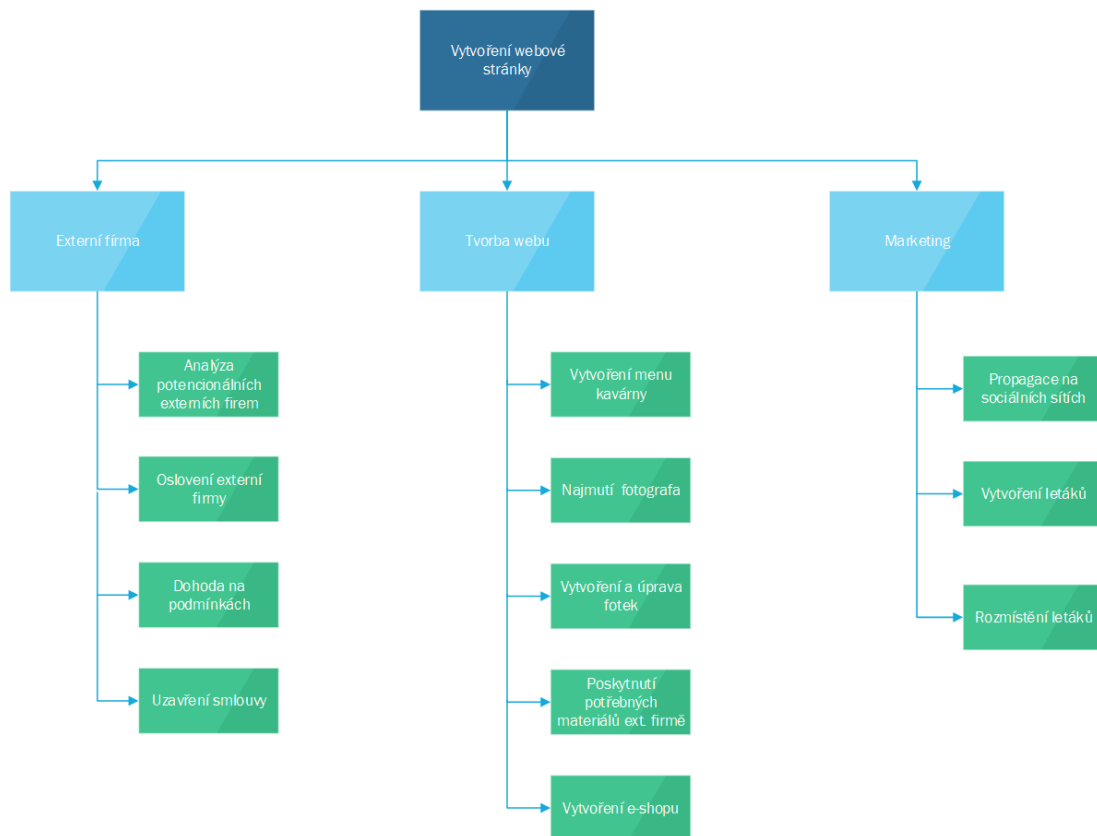 Vytvoření webové
stránky
Externí fírma
Tvorba webu
Marketing
Analýza
potencionálních
externích firem
Oslovení externí
firmy
Dohoda na
podmínkách
Uzavření smlouvy
Vytvoření menu
kavárny
Najmutí  fotografa
Vytvoření a úprava
fotek
Poskytnutí
potřebných
materiálů ext. firmě
Vytvoření e-shopu
Propagace na
sociálních sítích
Vytvoření letáků
Rozmístění letáků